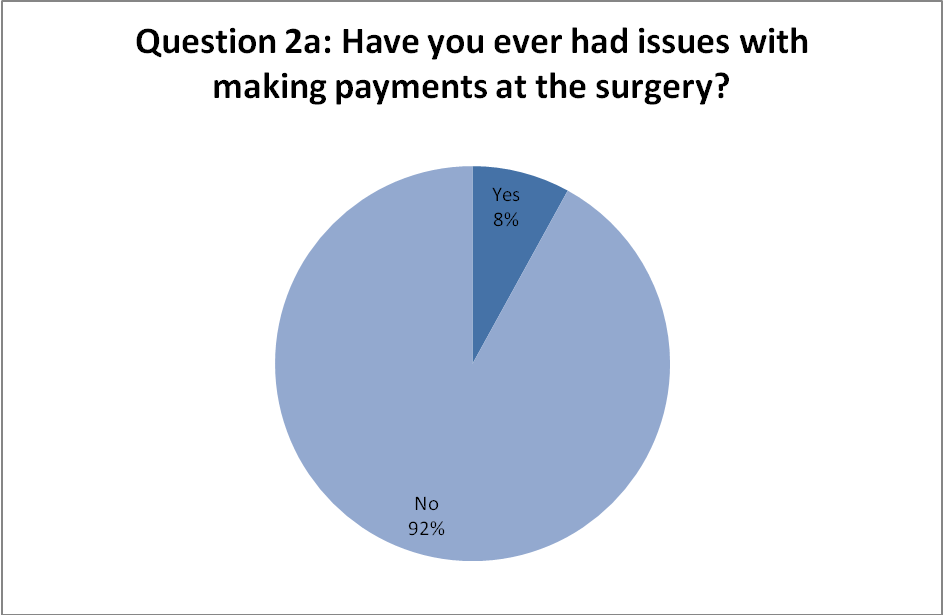 Question 2a: Have you ever had issues with
making payments at the surgery?
Yes
8%
No
92%